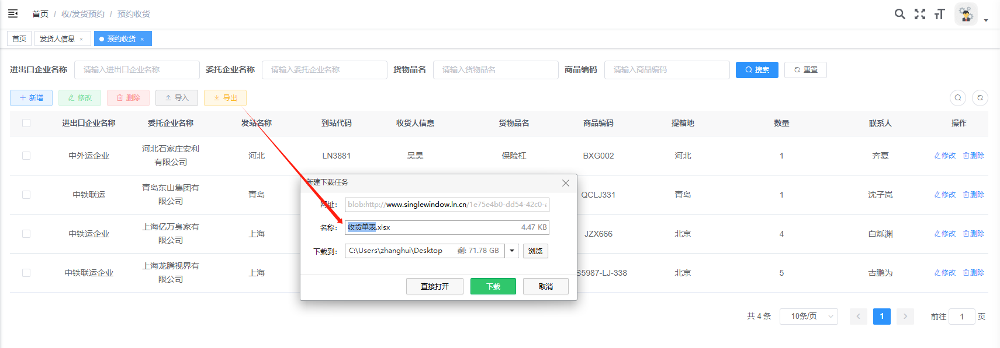 首页 / 收/发货预约 / 预约收货
首页 发货人信息 × 预约收货 ×
进出口企业名称 请输入进出口企业名称 委托企业名称 请输入委托企业名称 货物品名 请输入货物品名 商品编码 请输入商品编码 搜索 重置
新增 修改 删除 导入 导出
进出口企业名称 委托企业名称 发站名称 到站代码 收货人信息 货物品名 商品编码 提箱地 数量 联系人 操作
中外运企业 河北石家庄安利 河北 LN3881 吴昊 保险杠 BXG002 河北 1 齐夏 修改 删除
有限公司
中铁联运 青岛东山集团有 青岛 QCLJ331 青岛 1 沈子岚 修改 删除
限公司
中铁联运企业 上海亿万身家有 上海 JZX666 北京 4 白烁渊 修改 删除
限公司
中铁联运企业 上海龙腾视界有 上海 S5987-LJ-338 北京 5 古鹏为 修改 删除
限公司
新建下载任务
网址： blob:http://www.singlewindow.ln.cn/1e75e4b0-dd54-42c0-
名称： 收货单表.xlsx 4.47 KB
下载到： C:\Users\zhanghui\Desktop 剩: 71.78 GB 浏览
直接打开 下载 取消
共 4 条 10条/页 1 前往 1 页